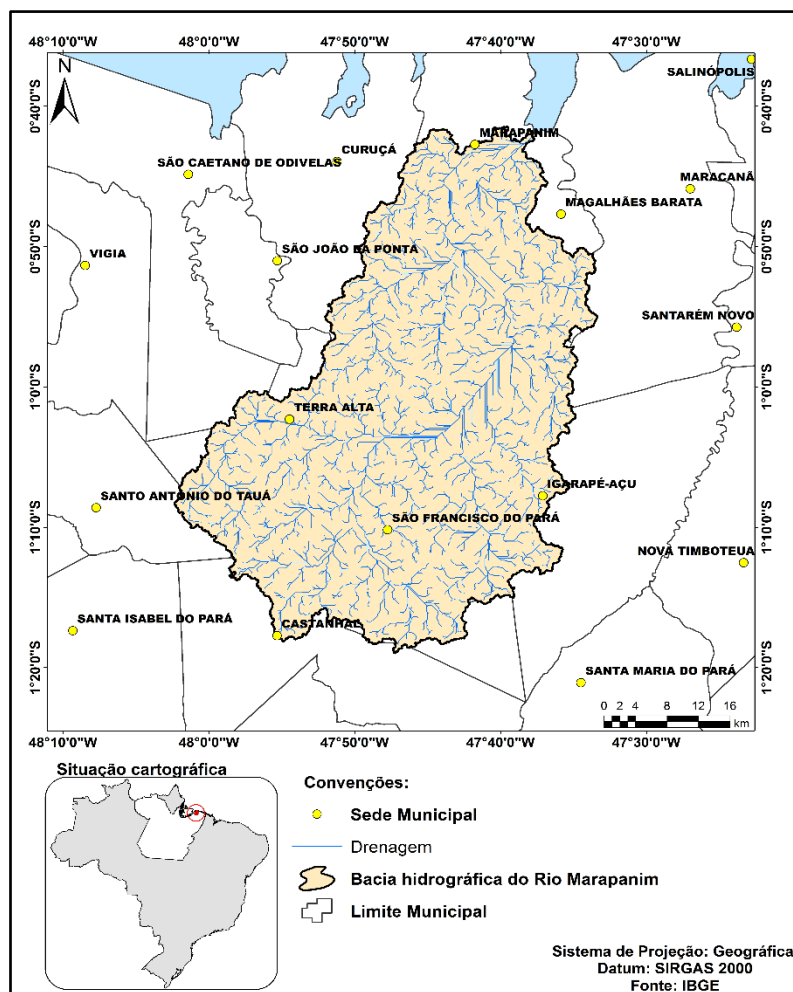 48°10'0"W 48°0'0"W 47°50'0"W 47°40'0"W 47°30'0"W
N
SALINÓPOLIS
0°40'0"S 0°40'0"S
MARAPANIM
CURUÇÁ
SÃO CAETANO DE ODIVELAS
MARACANÃ
MAGALHÃES BARATA
0°50'0"S 0°50'0"S
SÃO JOÃO DA PONTA
VIGIA
SANTARÉM NOVO
1°0'0"S 1°0'0"S
TERRA ALTA
IGARAPÉ-AÇU
SANTO ANTÔNIO DO TAUÁ
SÃO FRANCISCO DO PARÁ
1°10'0"S 1°10'0"S
NOVA TIMBOTEUA
SANTA ISABEL DO PARÁ
CASTANHAL
1°20'0"S 1°20'0"S
SANTA MARIA DO PARÁ
0 2 4 8 12 16
km
48°10'0"W 48°0'0"W 47°50'0"W 47°40'0"W 47°30'0"W
Situação cartográfica
Convenções:
Sede Municipal
Drenagem
Bacia hidrográfica do Rio Marapanim
Limite Municipal
Sistema de Projeção: Geográfica
Datum: SIRGAS 2000
Fonte: IBGE